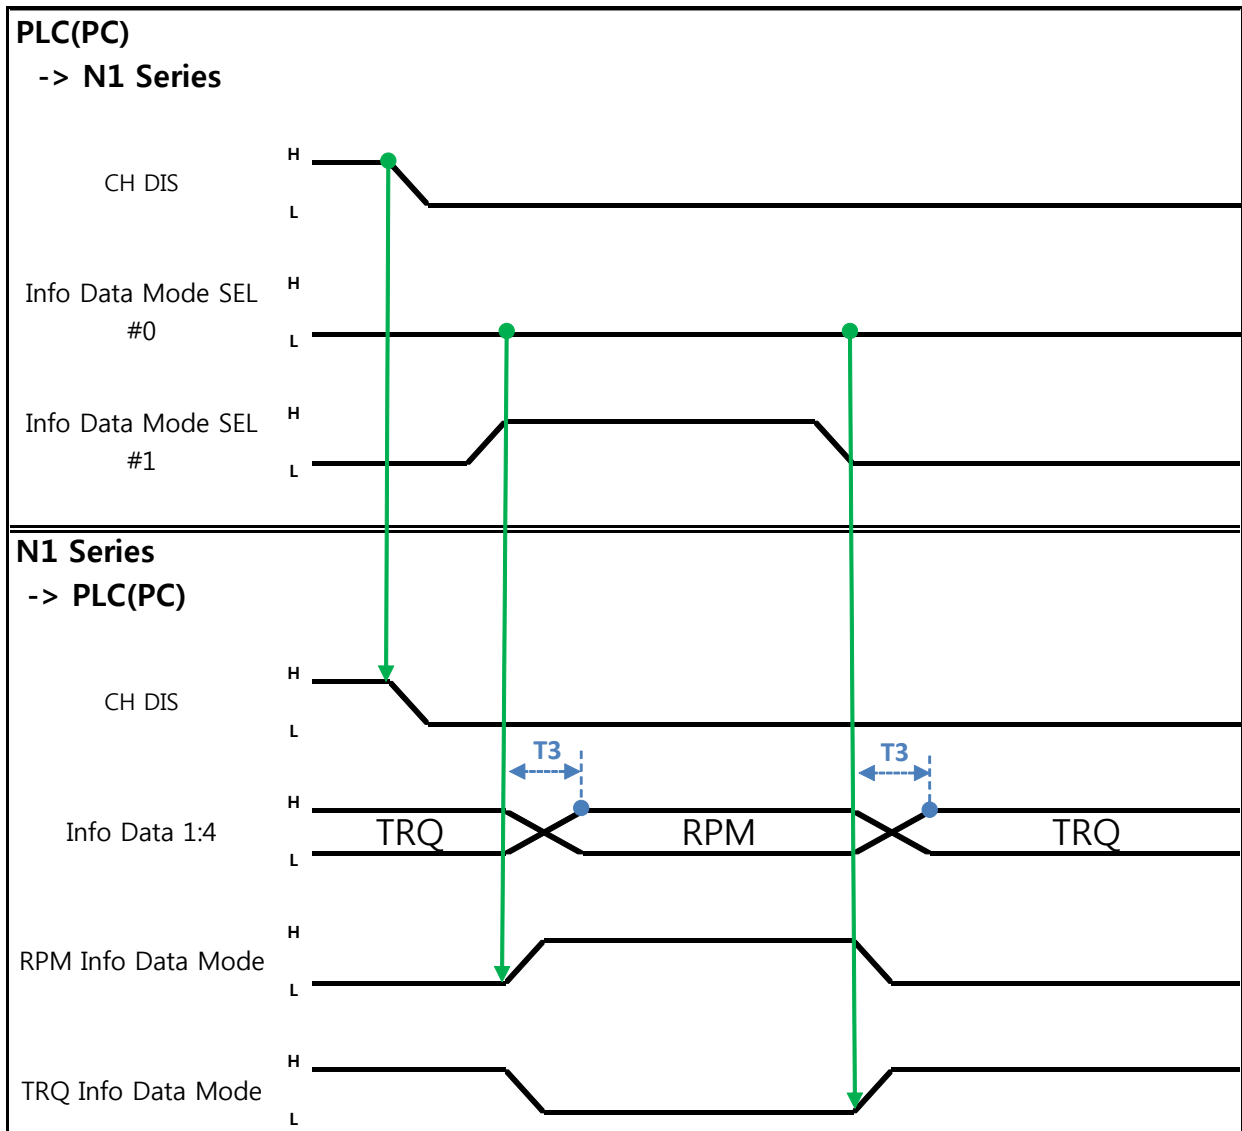 PLC(PC)
-> N1 Series
H
CH DIS
L
Info Data Mode SEL
H
#0
L
Info Data Mode SEL
H
#1
L
N1 Series
-> PLC(PC)
H
CH DIS
L
T3
T3
H
Info Data 1:4
TRQ
RPM
TRQ
L
H
RPM Info Data Mode
L
H
TRQ Info Data Mode
L